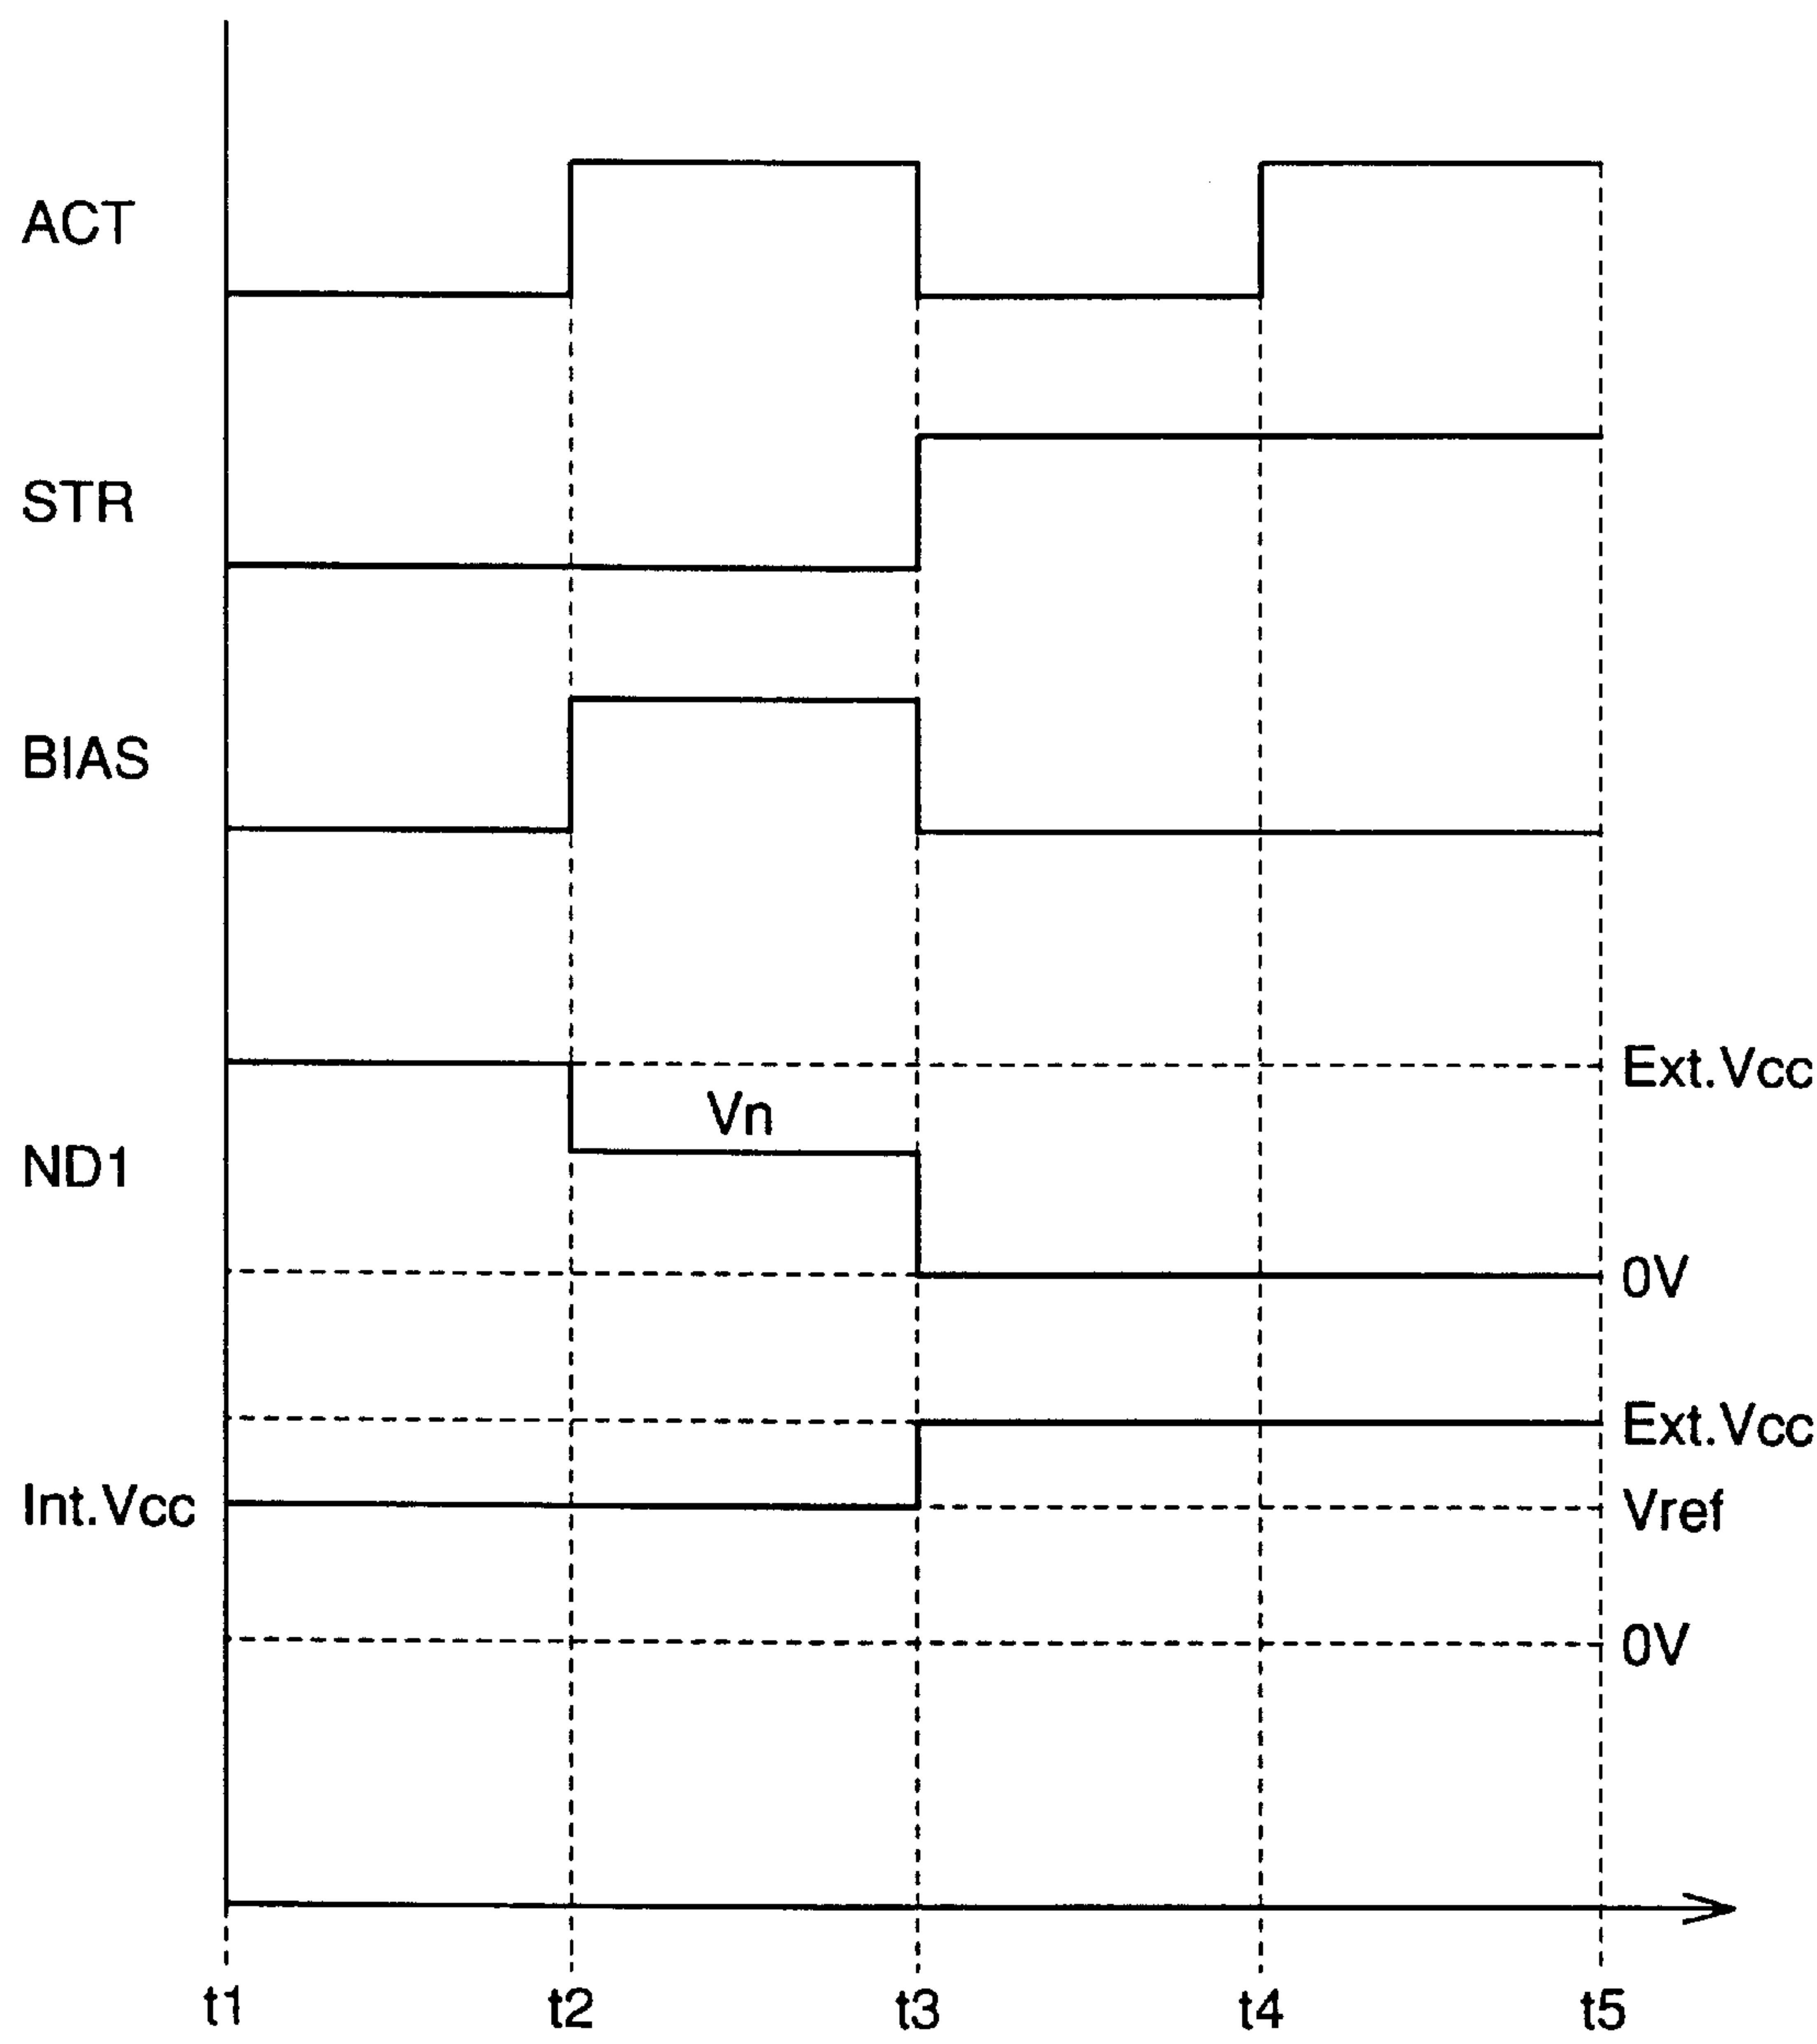 ACT
STR
BIAS
Ext.Vcc
Vn
ND1
0V
Ext.Vcc
Int.Vcc
Vref
0V
t1 t2 t3 t4 t5